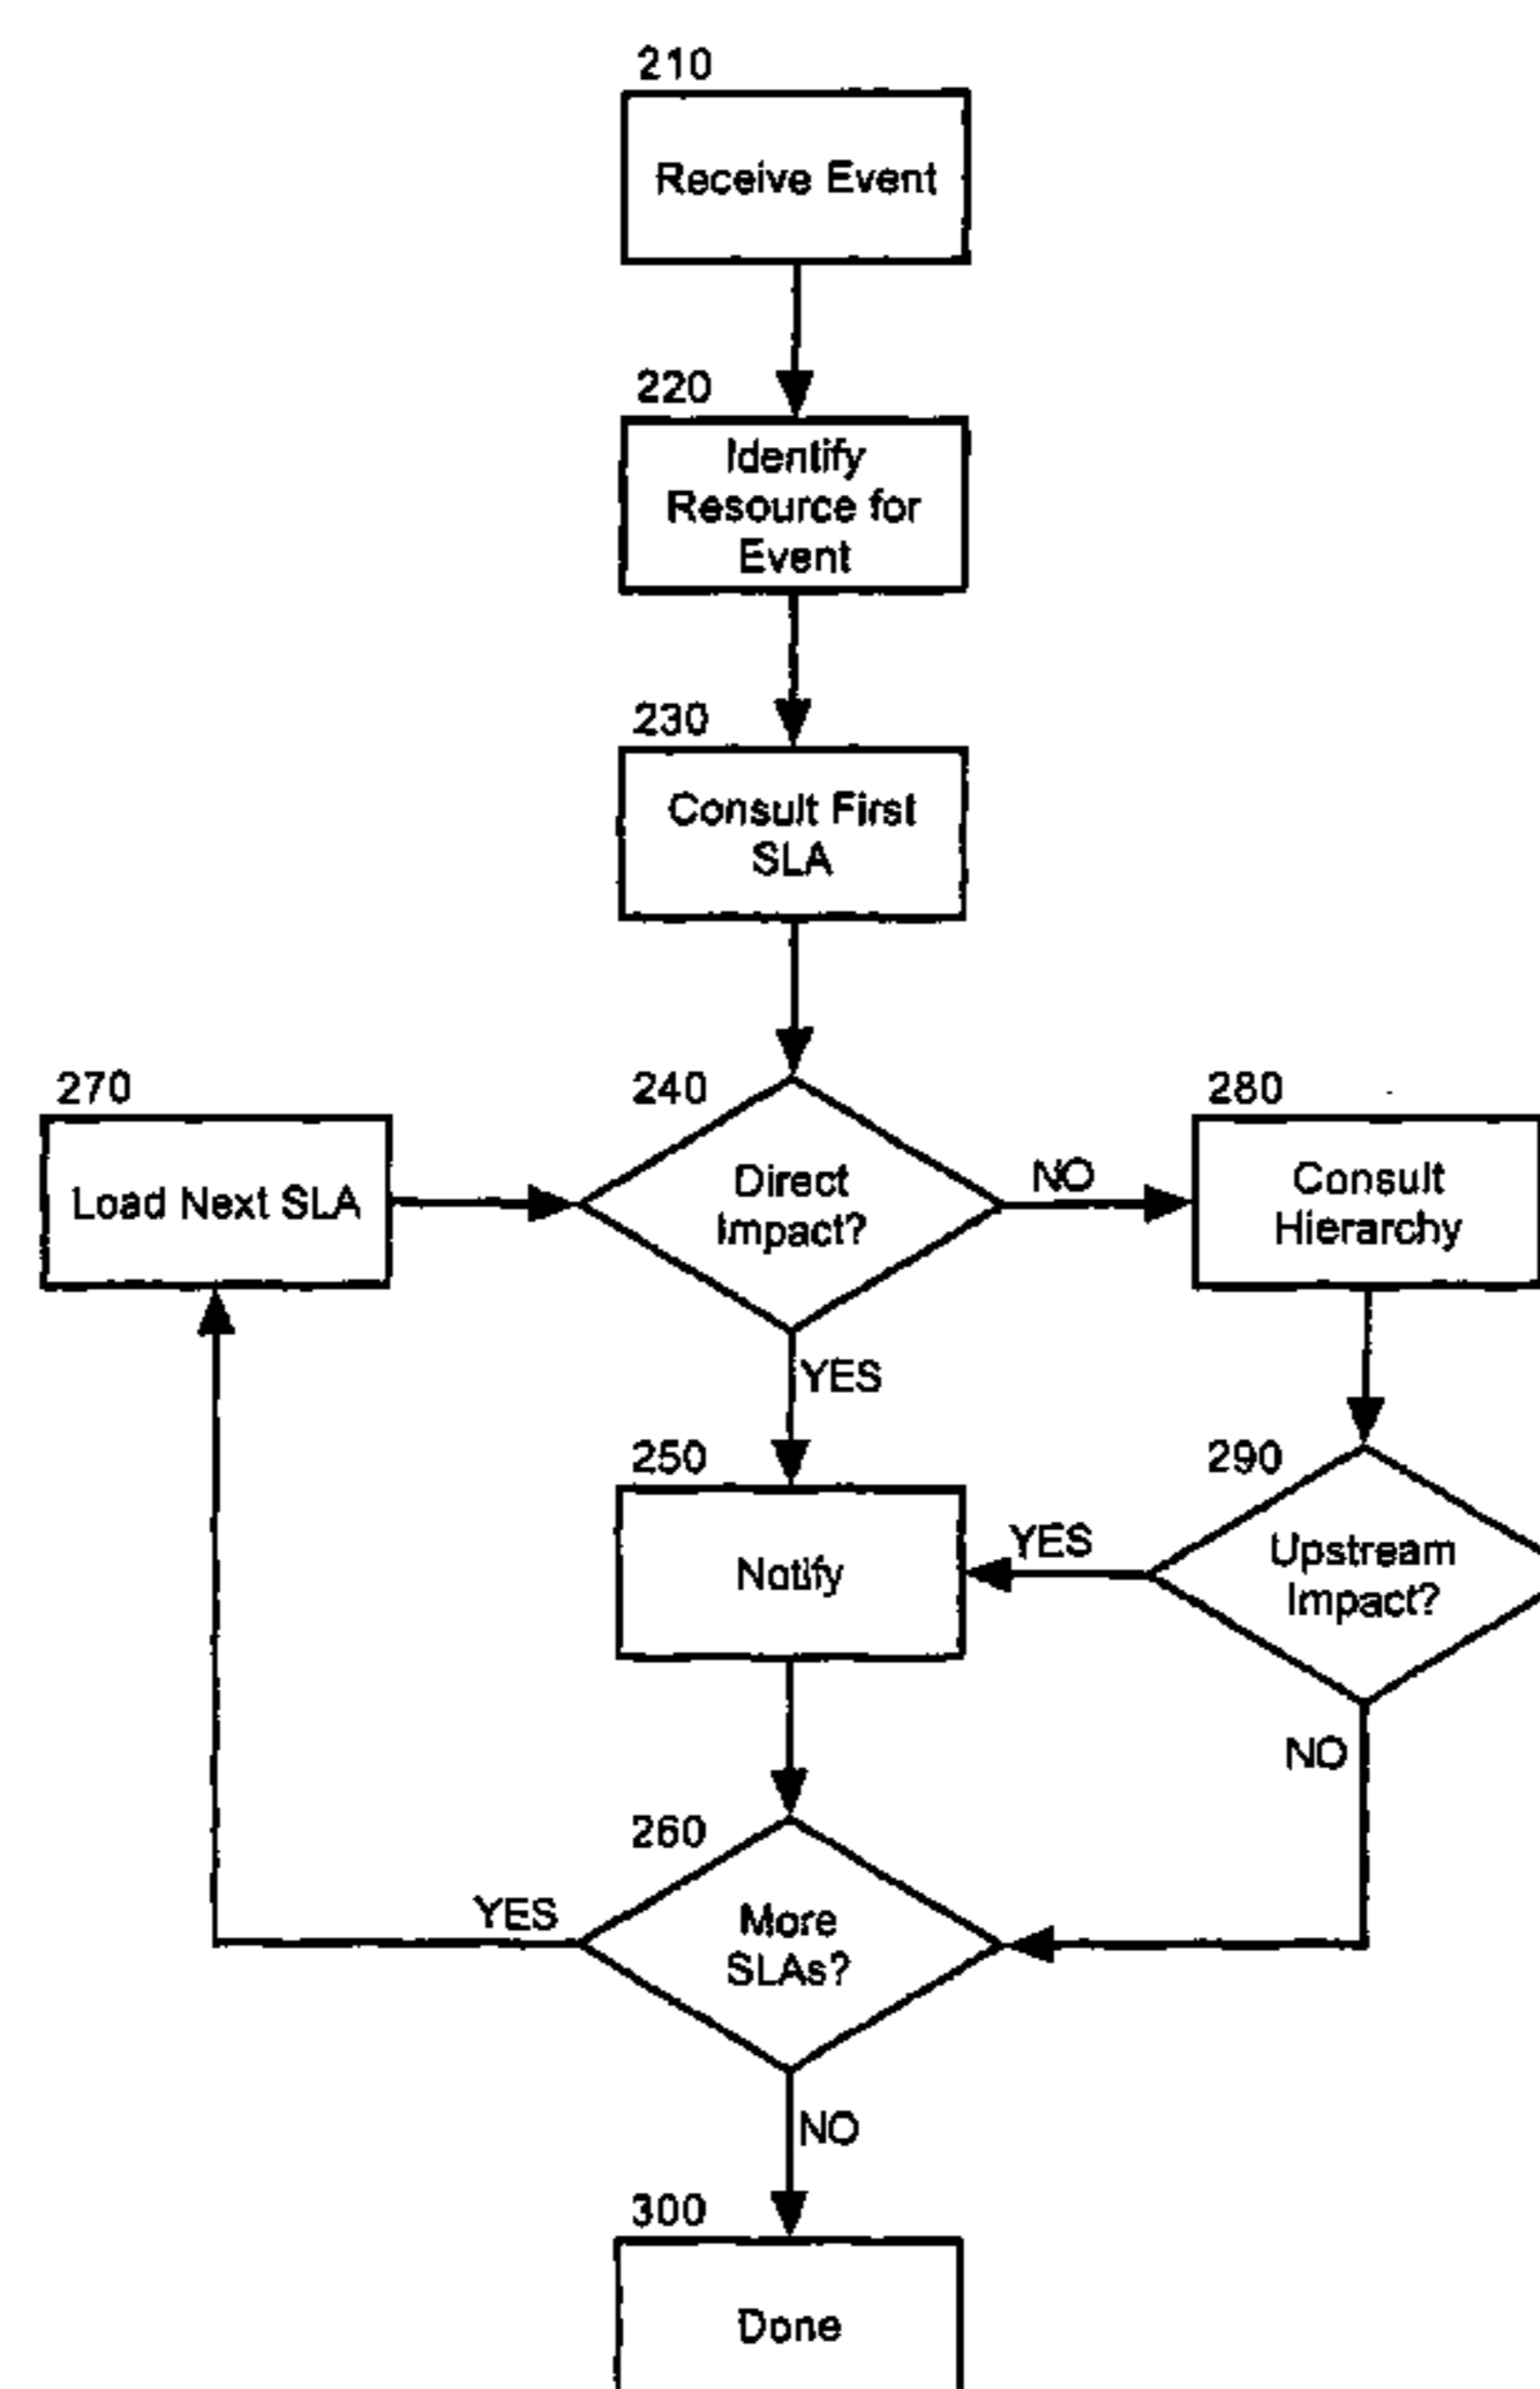 210
Receive Event
220
Identify
Resource for
Event
230
Consult First
SLA
270
Load Next SLA
240
Direct
Impact?
NO
280
Consult
Hierarchy
YES
250
Notify
YES
290
Upstream
Impact?
NO
260
More
SLAs?
YES
NO
300
Done